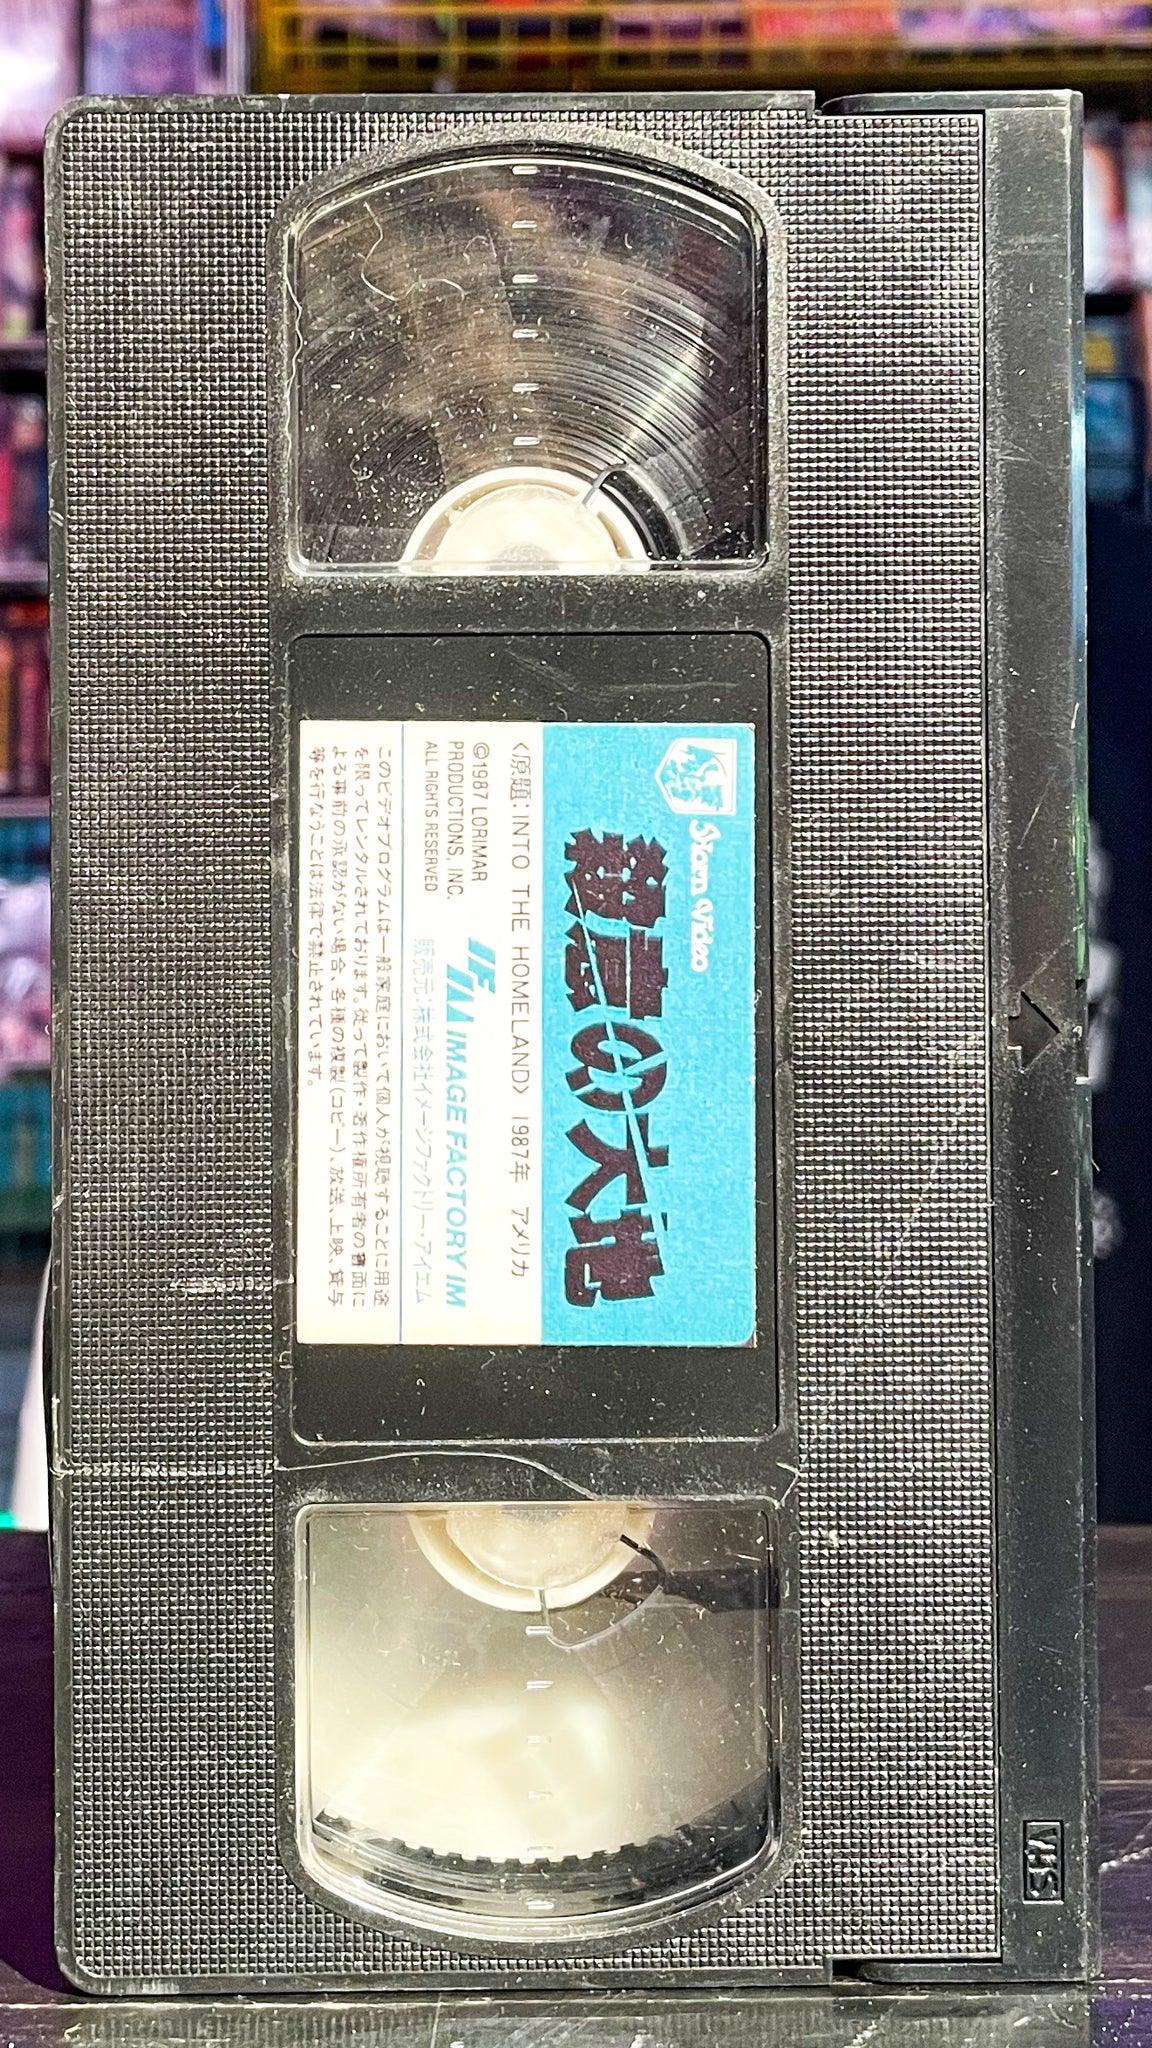 Video
殺意の大地
〈原題：INTO THE HOMELAND〉 1987年 アメリカ
©1987 LORIMAR
PRODUCTIONS, INC.
ALL RIGHTS RESERVED
IMAGE FACTORY IM
販売元：株式会社イメージファクトリー・アイエム
このビデオプログラムは一般家庭において個人が視聴することに用途
を限ってレンタルされております。従って製作・著作権所有者の書面に
よる事前の承認がない場合、各種の複製(コピー)、放送、上映、貸与
等を行なうことは法律で禁止されています。
VHS